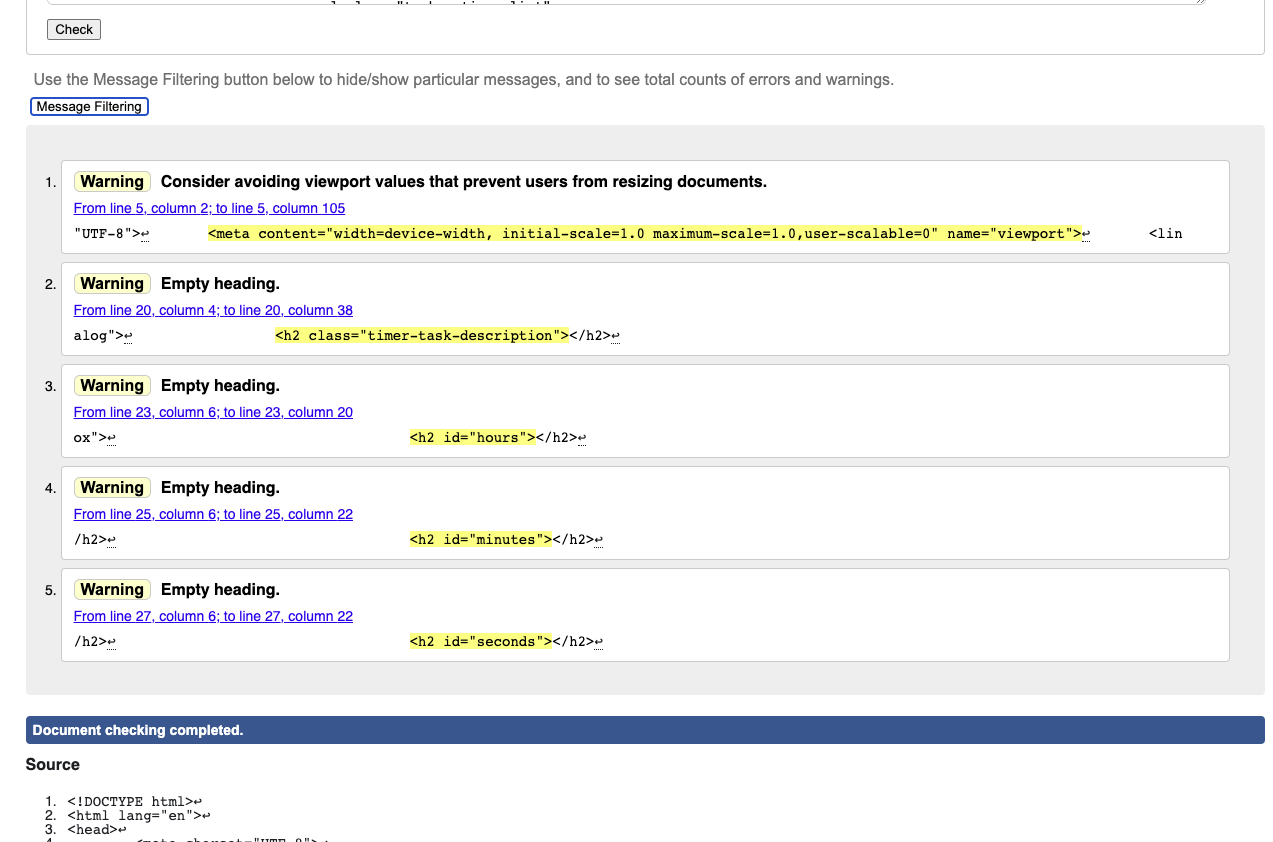 Check
Use the Message Filtering button below to hide/show particular messages, and to see total counts of errors and warnings.
Message Filtering
1. Warning Consider avoiding viewport values that prevent users from resizing documents.
From line 5, column 2; to line 5, column 105
"UTF-8">↩ <meta content="width=device-width, initial-scale=1.0 maximum-scale=1.0,user-scalable=0" name="viewport">↩ <lin
2. Warning Empty heading.
From line 20, column 4; to line 20, column 38
alog">↩ <h2 class="timer-task-description"></h2>↩
3. Warning Empty heading.
From line 23, column 6; to line 23, column 20
ox">↩ <h2 id="hours"></h2>↩
4. Warning Empty heading.
From line 25, column 6; to line 25, column 22
/h2>↩ <h2 id="minutes"></h2>↩
5. Warning Empty heading.
From line 27, column 6; to line 27, column 22
/h2>↩ <h2 id="seconds"></h2>↩
Document checking completed.
Source
1. <!DOCTYPE html>↩
2. <html lang="en">↩
3. <head>↩
4. <meta charset="UTF-8">↩